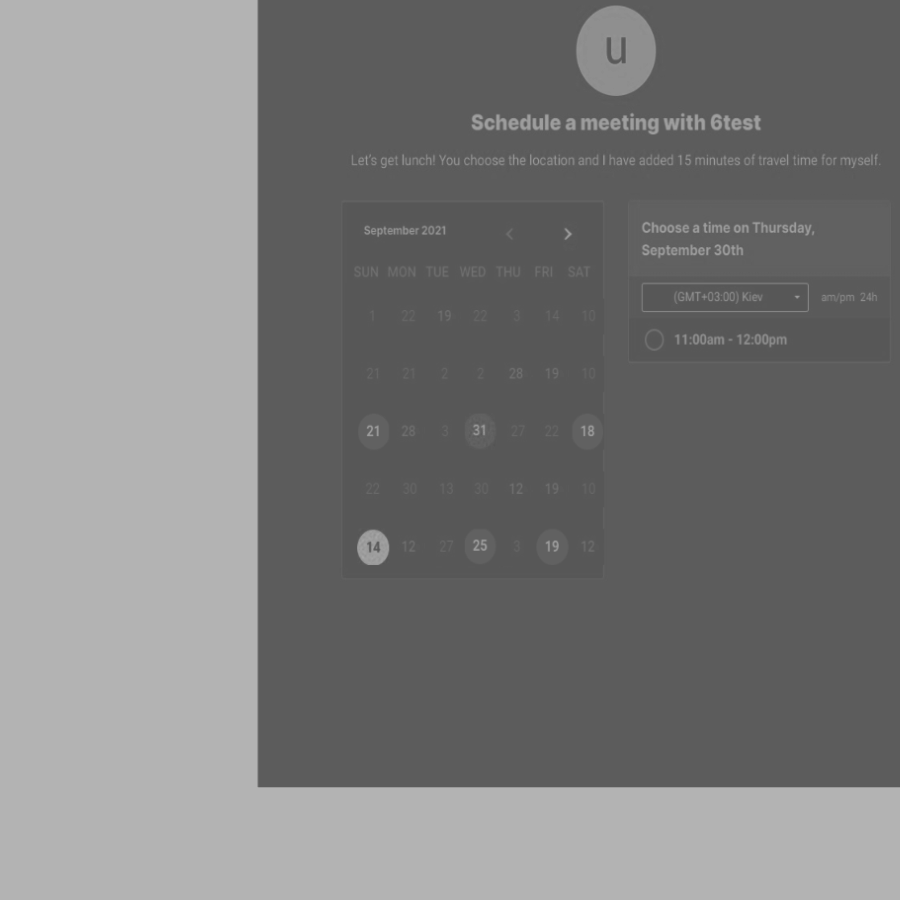 u
Schedule a meeting with 6test
Let's get lunch! You choose the location and I have added 15 minutes of travel time for myself.
September 2021
SUN MON TUE WED THU FRI SAT
1 22 19 22 3 14 10
21 21 2 2 28 19 10
21 28 3 31 27 22 18
22 30 13 30 12 19 10
14 12 27 25 3 19 12
Choose a time on Thursday,
September 30th
(GMT+03:00) Kiev am/pm 24h
11:00am - 12:00pm